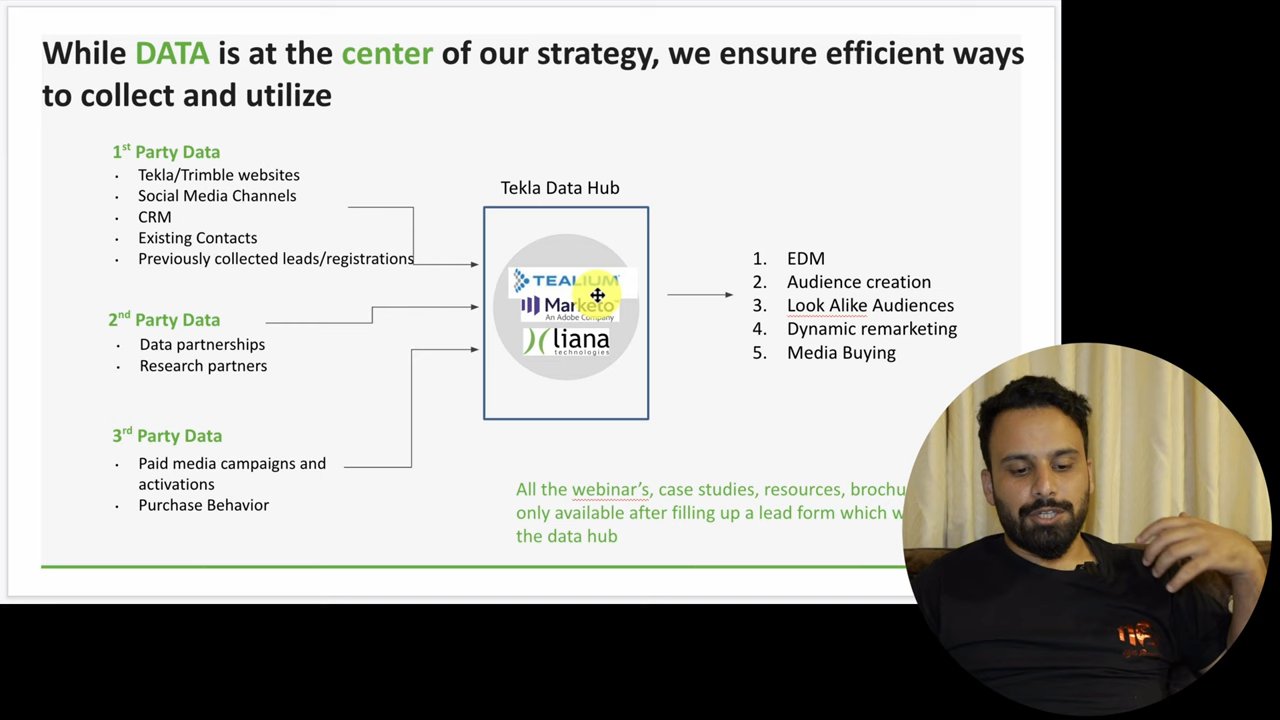 While DATA is at the center of our strategy, we ensure efficient ways
to collect and utilize
1st Party Data
· Tekla/Trimble websites
· Social Media Channels
· CRM
· Existing Contacts
· Previously collected leads/registrations
2nd Party Data
· Data partnerships
· Research partners
3rd Party Data
· Paid media campaigns and
activations
· Purchase Behavior
Tekla Data Hub
TEALIUM
Marketo
An Adobe Company
liana
technologies
1. EDM
2. Audience creation
3. Look Alike Audiences
4. Dynamic remarketing
5. Media Buying
All the webinar's, case studies, resources,
only available after filling up a lead form which
the data hub